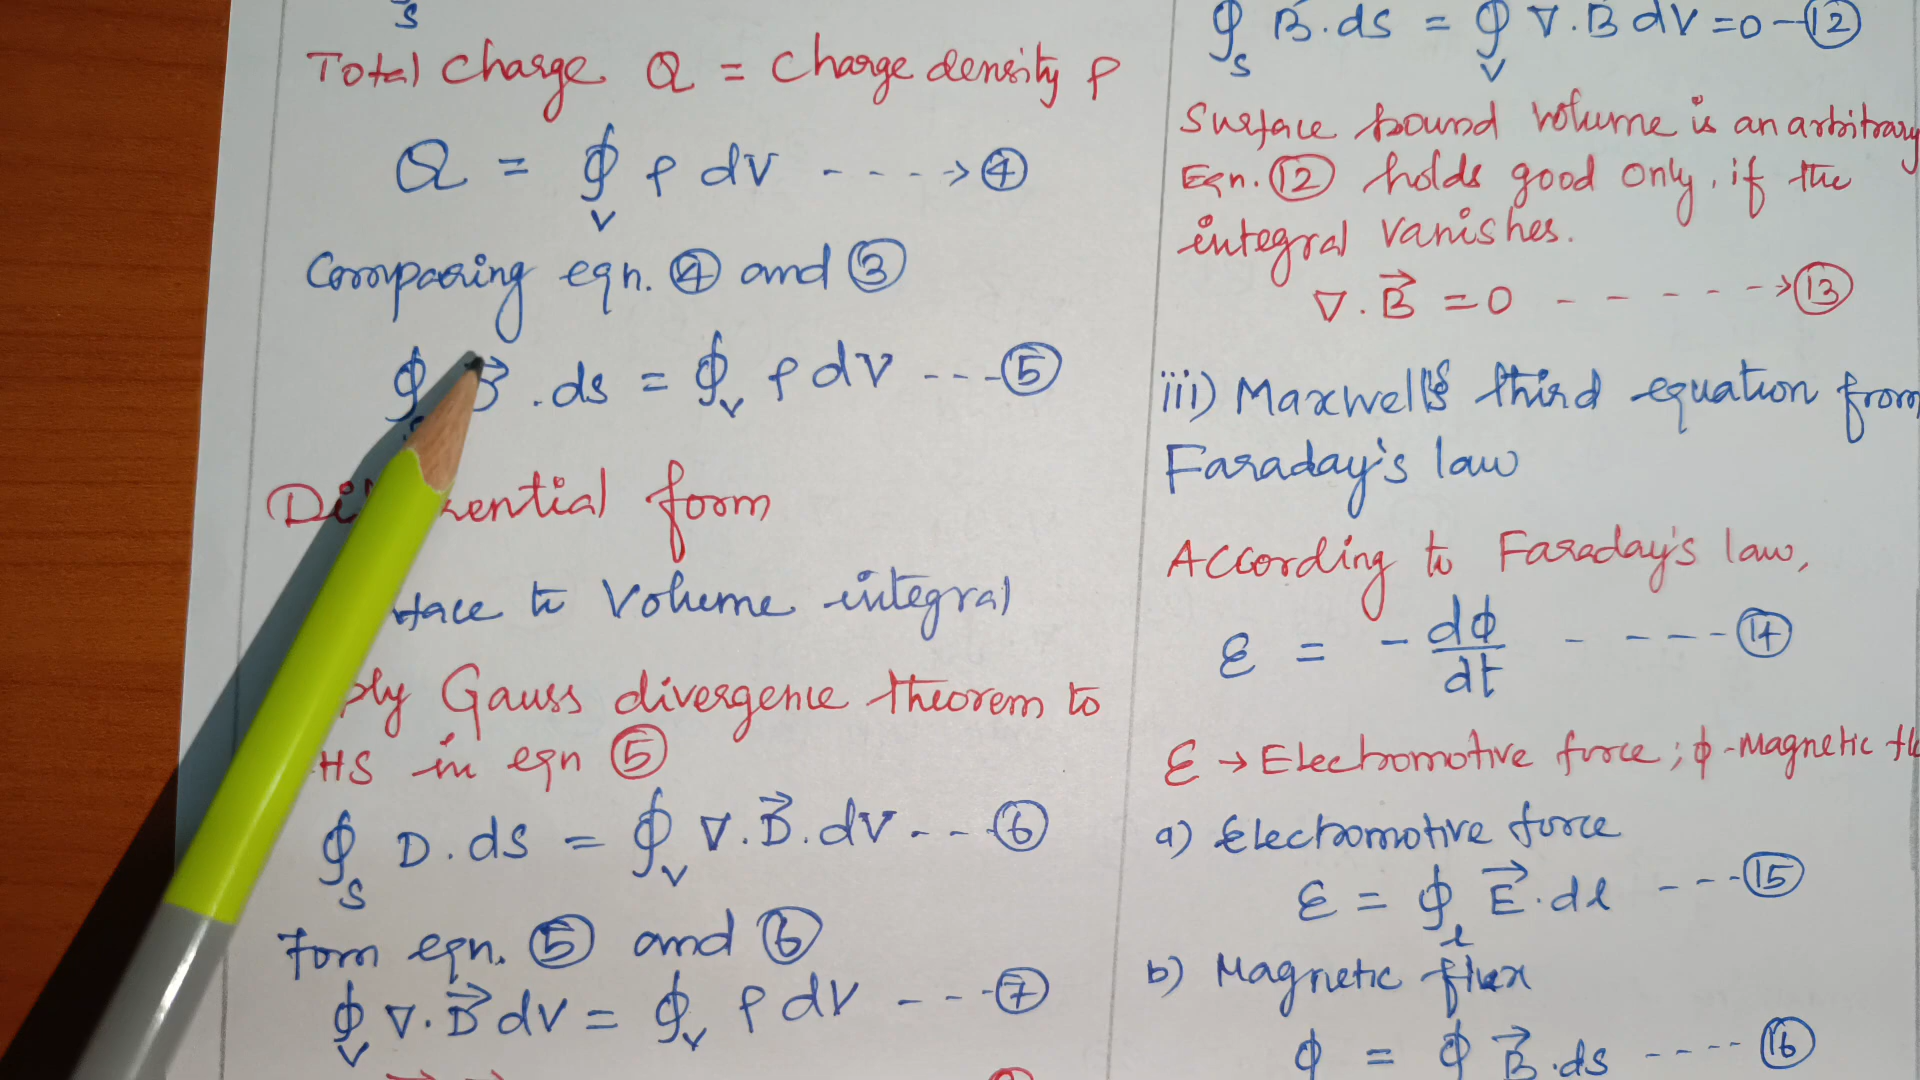 S
Total charge Q = Charge density ρ
Q = ∮ ρ dV - - - -> ④
V
Comparing eqn. ④ and ③
∮ . ds = ∮ ρ dV - - - ⑤
V
form
to Volume integral
Gauss divergence theorem to
in eqn ⑤
∮ D . ds = ∮ ∇ . D⃗ . dV - - - ⑥
S V
Form eqn. ⑤ and ⑥
∮ ∇ . D⃗ dV = ∮ ρ dV - - - ⑦
V V
∮ B . ds = ∮ ∇ . B dV = 0 — ⑫
S V
Surface bound volume is an arbitrary
Eqn. ⑫ holds good only, if the
integral vanishes.
∇ . B⃗ = 0 - - - - - -> ⑬
iii) Maxwell's third equation from
Faraday's law
According to Faraday's law,
ε = - dϕ/dt - - - - - ⑭
ε → Electromotive force ; ϕ - Magnetic
a) Electromotive force
ε = ∮ E⃗ . dl - - - ⑮
l
b) Magnetic flux
ϕ = ∮ B⃗ . ds - - - - ⑯